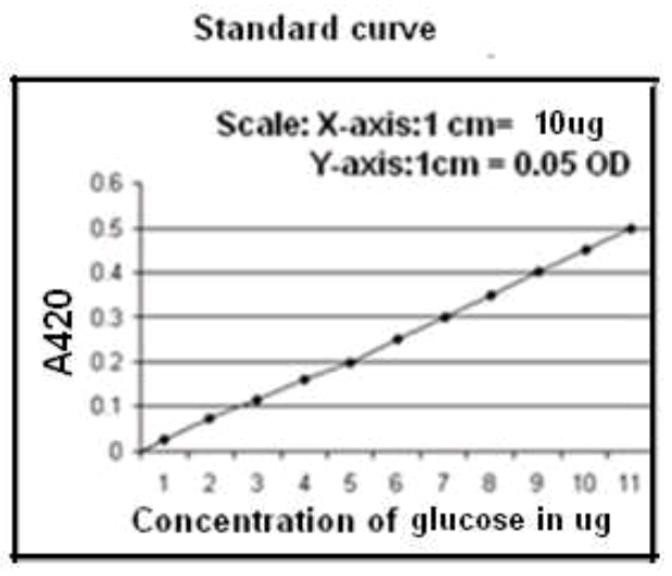 Standard curve
Scale: X-axis:1 cm= 10ug
Y-axis:1cm = 0.05 OD
0.6
0.5
0.4
0.3
0.2
0.1
0
A420
1 2 3 4 5 6 7 8 9 10 11
Concentration of glucose in ug